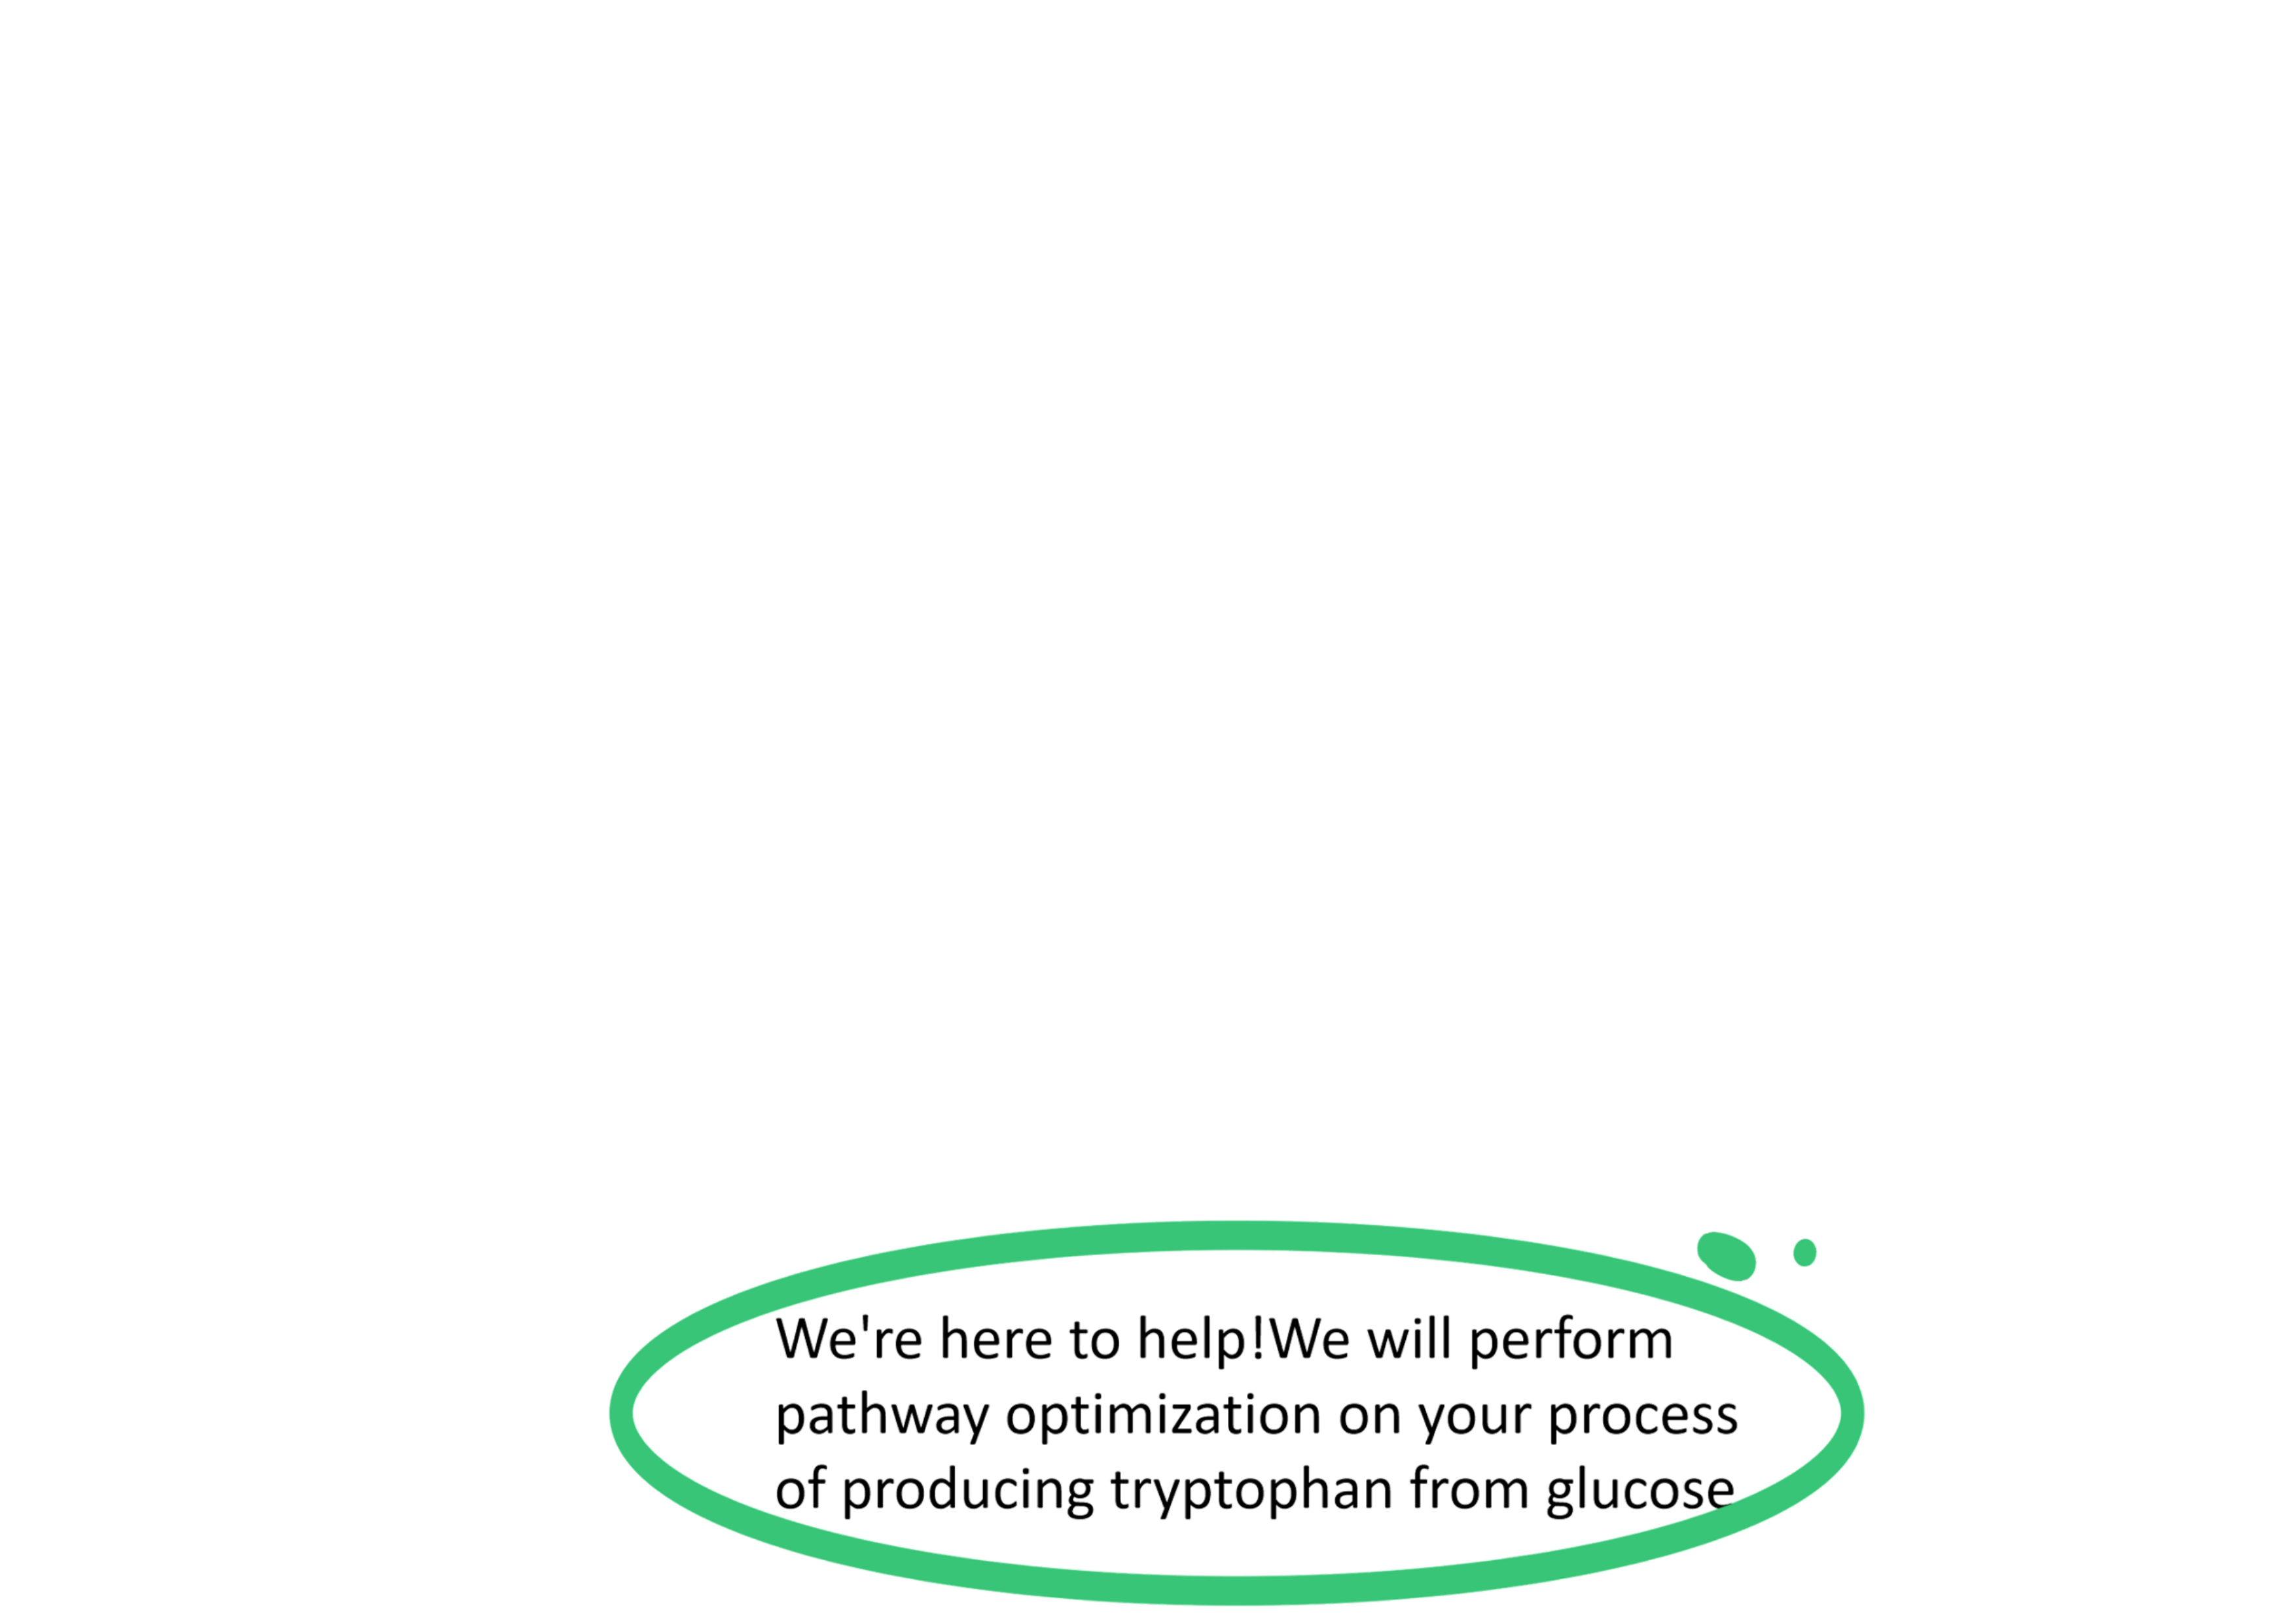 We're here to help!We will perform
pathway optimization on your process
of producing tryptophan from glucose